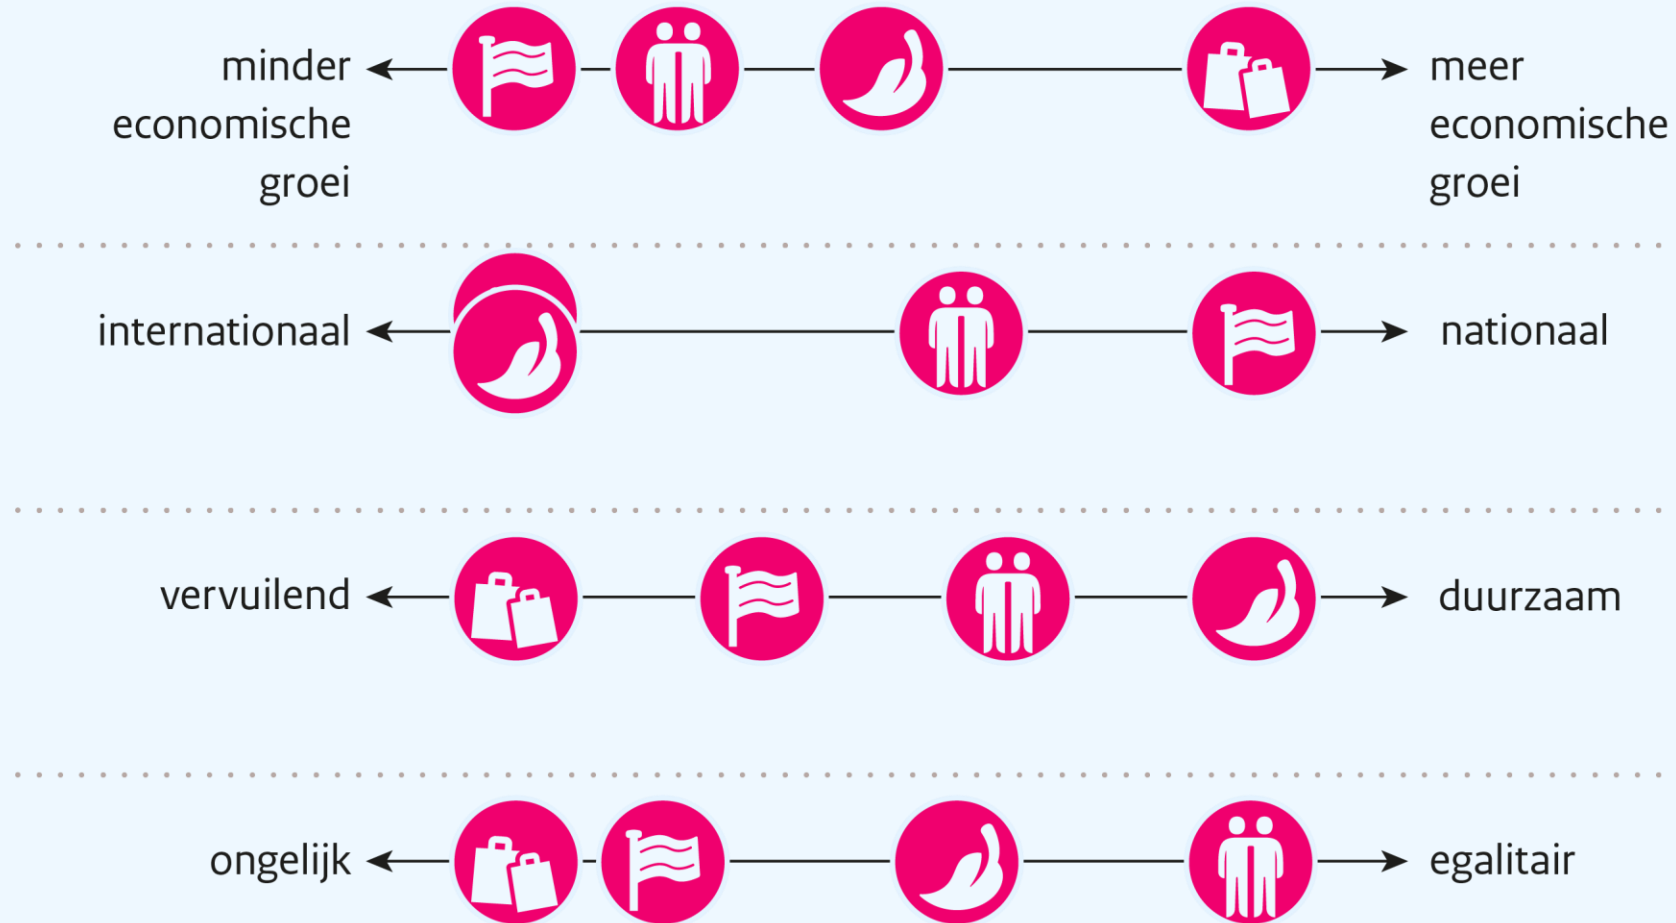 minder
economische
groei
meer
economische
groei
internationaal
nationaal
vervuilend
duurzaam
ongelijk
egalitair